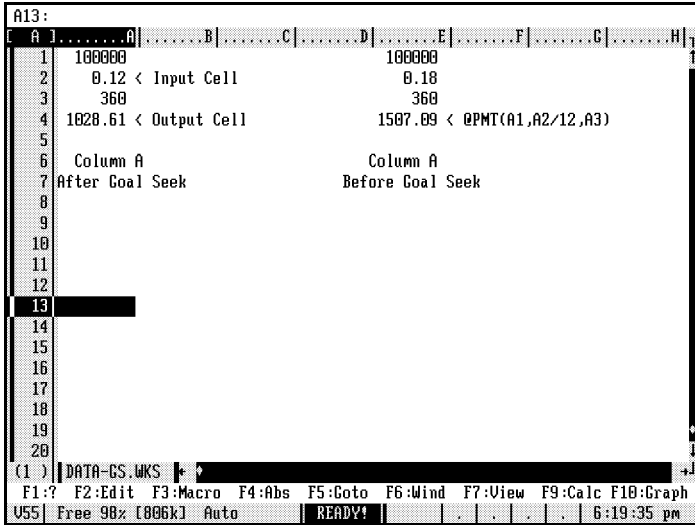 A13:
[ A ]........A|.......B|.......C|.......D|.......E|.......F|.......G|.......H|
1 100000 100000
2 0.12 < Input Cell 0.18
3 360 360
4 1028.61 < Output Cell 1507.09 < @PMT(A1,A2/12,A3)
5
6 Column A Column A
7 After Goal Seek Before Goal Seek
8
9
10
11
12
13
14
15
16
17
18
19
20
(1 ) DATA-GS.WKS
F1:? F2:Edit F3:Macro F4:Abs F5:Goto F6:Wind F7:View F9:Calc F10:Graph
V55| Free 98% [806k] Auto READY! | . | . | . | . | 6:19:35 pm